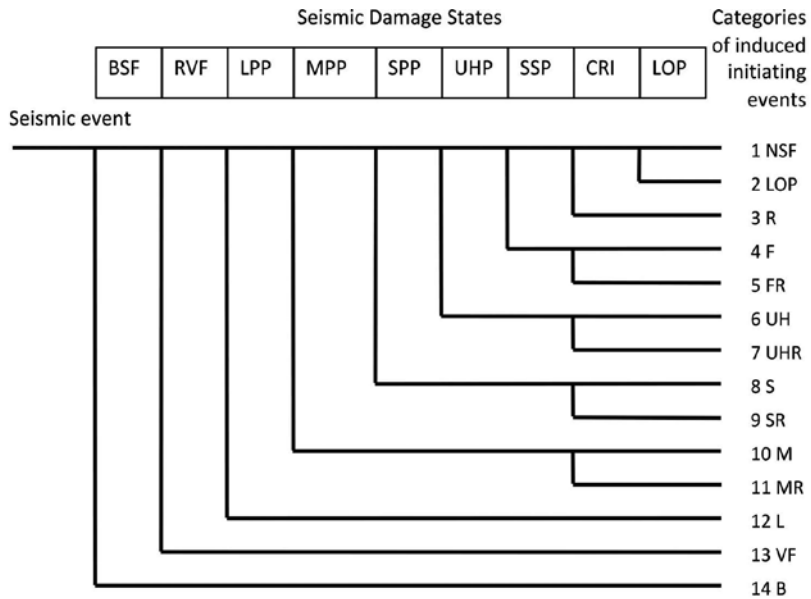 Seismic Damage States
Categories
of induced
initiating
events
BSF RVF LPP MPP SPP UHP SSP CRI LOP
Seismic event
1 NSF
2 LOP
3 R
4 F
5 FR
6 UH
7 UHR
8 S
9 SR
10 M
11 MR
12 L
13 VF
14 B